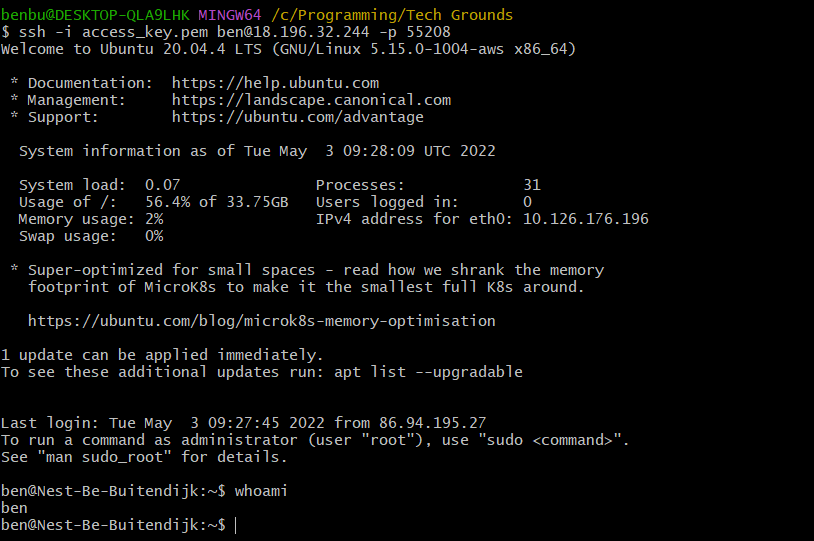 benbu@DESKTOP-QLA9LHK MINGW64 /c/Programming/Tech Grounds
$ ssh -i access_key.pem ben@18.196.32.244 -p 55208
Welcome to Ubuntu 20.04.4 LTS (GNU/Linux 5.15.0-1004-aws x86_64)

 * Documentation:  https://help.ubuntu.com
 * Management:     https://landscape.canonical.com
 * Support:        https://ubuntu.com/advantage

  System information as of Tue May  3 09:28:09 UTC 2022

  System load:  0.07               Processes:             31
  Usage of /:   56.4% of 33.75GB   Users logged in:       0
  Memory usage: 2%                 IPv4 address for eth0: 10.126.176.196
  Swap usage:   0%

 * Super-optimized for small spaces - read how we shrank the memory
   footprint of MicroK8s to make it the smallest full K8s around.

   https://ubuntu.com/blog/microk8s-memory-optimisation

1 update can be applied immediately.
To see these additional updates run: apt list --upgradable


Last login: Tue May  3 09:27:45 2022 from 86.94.195.27
To run a command as administrator (user "root"), use "sudo <command>".
See "man sudo_root" for details.

ben@Nest-Be-Buitendijk:~$ whoami
ben
ben@Nest-Be-Buitendijk:~$